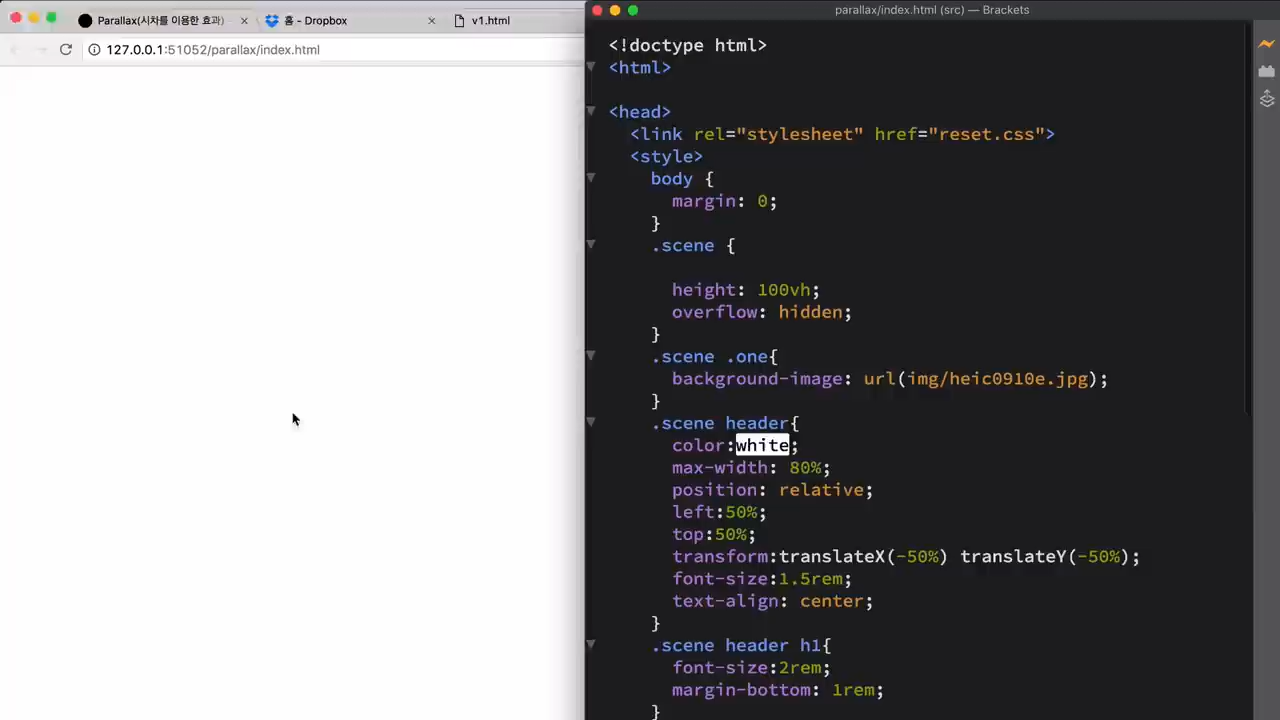 Parallax(시차를 이용한 효과)
홈 - Dropbox
v1.html
127.0.0.1:51052/parallax/index.html
parallax/index.html (src) — Brackets
<!doctype html>
<html>
<head>
<link rel="stylesheet" href="reset.css">
<style>
body {
margin: 0;
}
.scene {
height: 100vh;
overflow: hidden;
}
.scene .one{
background-image: url(img/heic0910e.jpg);
}
.scene header{
color:white;
max-width: 80%;
position: relative;
left:50%;
top:50%;
transform:translateX(-50%) translateY(-50%);
font-size:1.5rem;
text-align: center;
}
.scene header h1{
font-size:2rem;
margin-bottom: 1rem;
}